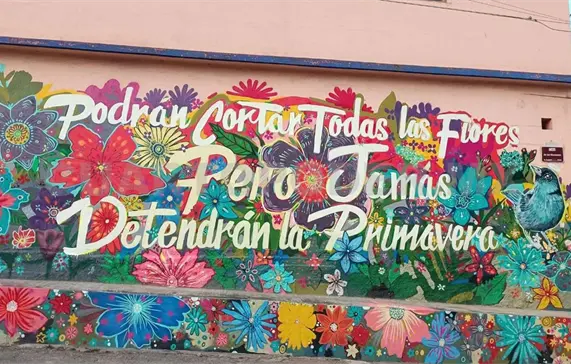 Podrán Cortar Todas las Flores
Pero Jamás
Detendrán la Primavera